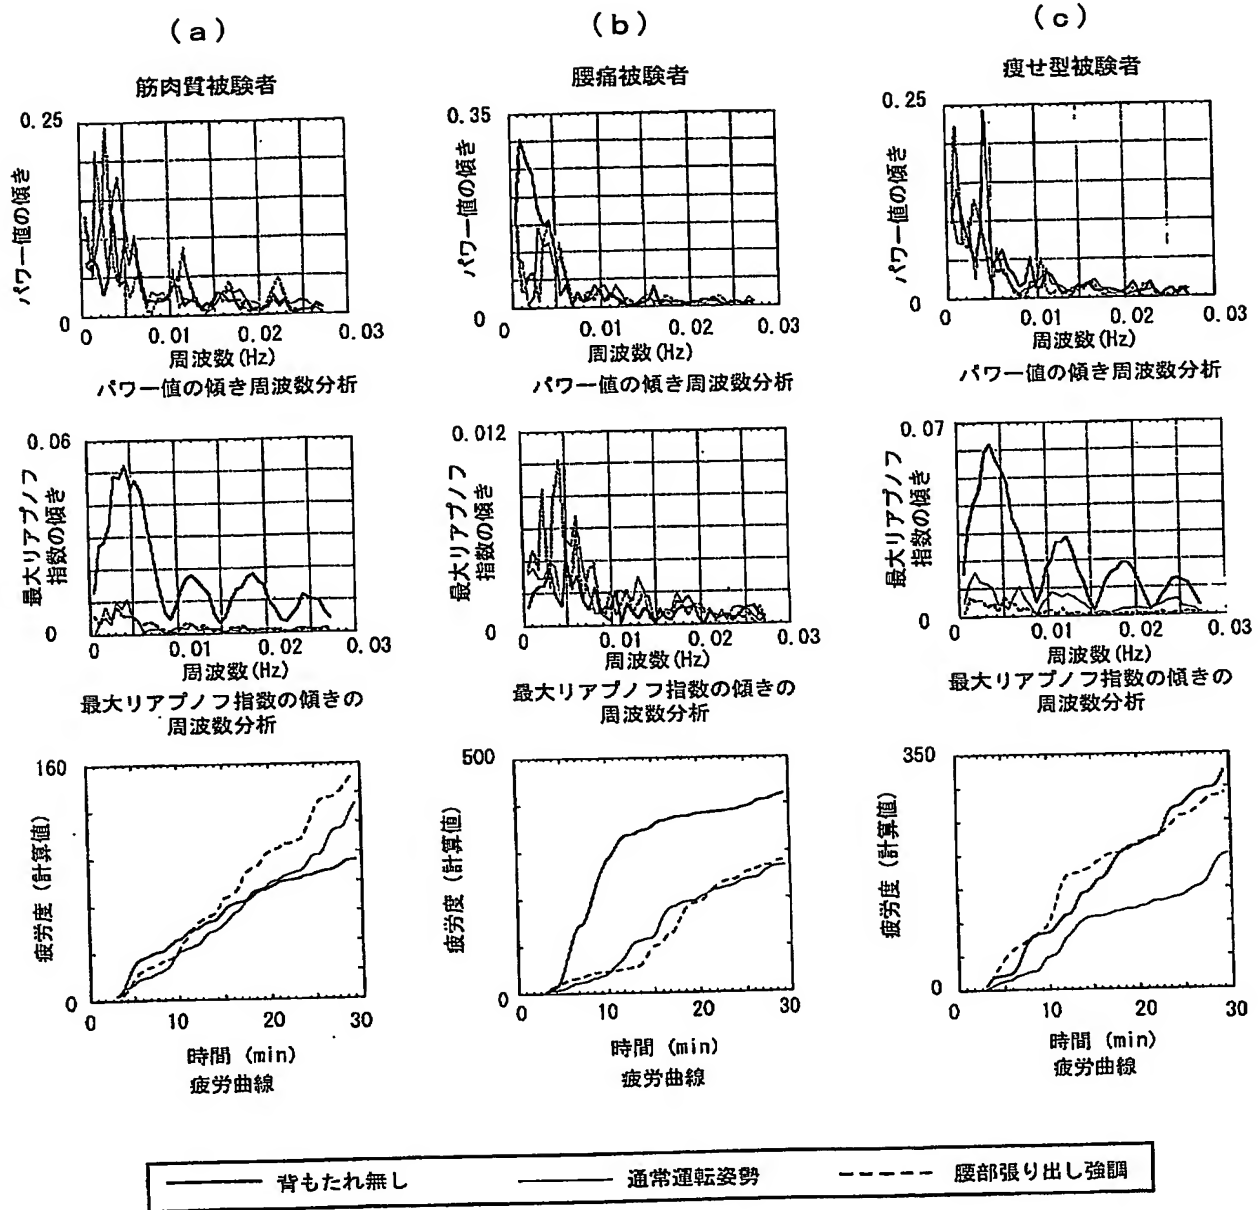 (a)
筋肉質被験者
0.25
パワー値の傾き
0
0 0.01 0.02 0.03
周波数(Hz)
パワー値の傾き周波数分析
0.06
最大リアプノフ
指数の傾き
0
0 0.01 0.02 0.03
周波数(Hz)
最大リアプノフ指数の傾きの
周波数分析
160
疲労度 (計算値)
0
0 10 20 30
時間 (min)
疲労曲線
(b)
腰痛被験者
0.35
パワー値の傾き
0
0 0.01 0.02 0.03
周波数(Hz)
パワー値の傾き周波数分析
0.012
最大リアプノフ
指数の傾き
0
0 0.01 0.02 0.03
周波数(Hz)
最大リアプノフ指数の傾きの
周波数分析
500
疲労度 (計算値)
0
0 10 20 30
時間 (min)
疲労曲線
(c)
痩せ型被験者
0.25
パワー値の傾き
0
0 0.01 0.02 0.03
周波数(Hz)
パワー値の傾き周波数分析
0.07
最大リアプノフ
指数の傾き
0
0 0.01 0.02 0.03
周波数(Hz)
最大リアプノフ指数の傾きの
周波数分析
350
疲労度 (計算値)
0
0 10 20 30
時間 (min)
疲労曲線
背もたれ無し 通常運転姿勢 腰部張り出し強調